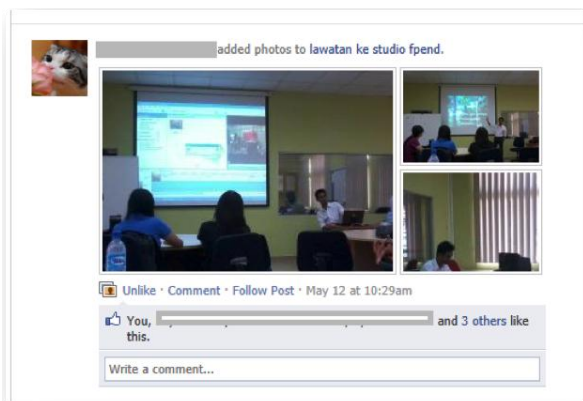 added photos to lawatan ke studio fpend.
Unlike · Comment · Follow Post · May 12 at 10:29am
You, and 3 others like
this.
Write a comment...